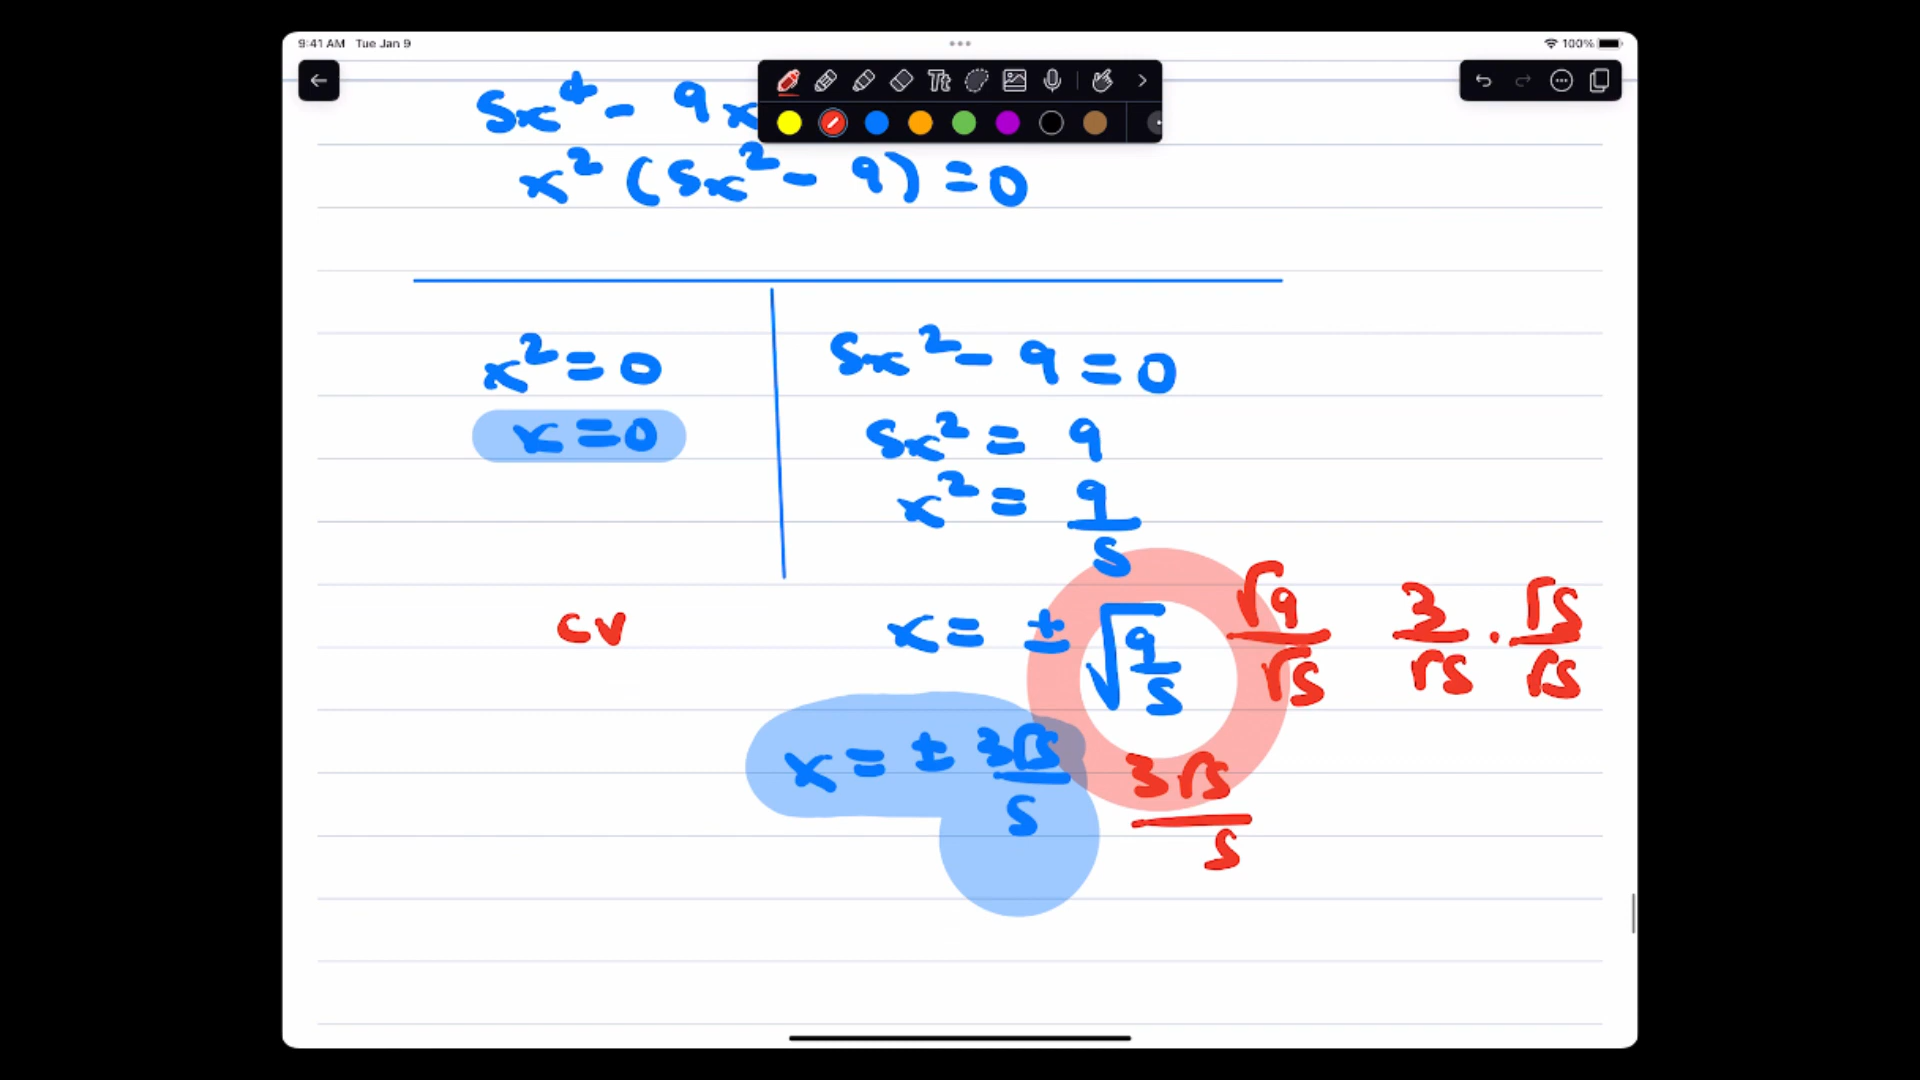 9:41 AM Tue Jan 9
100%
Tt
5x⁴ - 9x
x² (5x² - 9) = 0
x² = 0
x = 0
5x² - 9 = 0
5x² = 9
x² = 9/5
cv
x = ± √(9/5)
√9/√5
3/√5 · √5/√5
x = ± 3√5/5
3√5/5